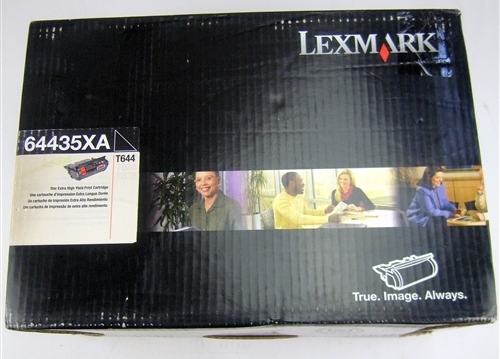 LEXMARK
64435XA
T644
One Extra High Yield Print Cartridge
Une cartouche d'impression Extra Longue Durée
Un cartucho de impresión Extra Alto Rendimiento
Um cartucho de impressão de extra alto rendimento
True. Image. Always.